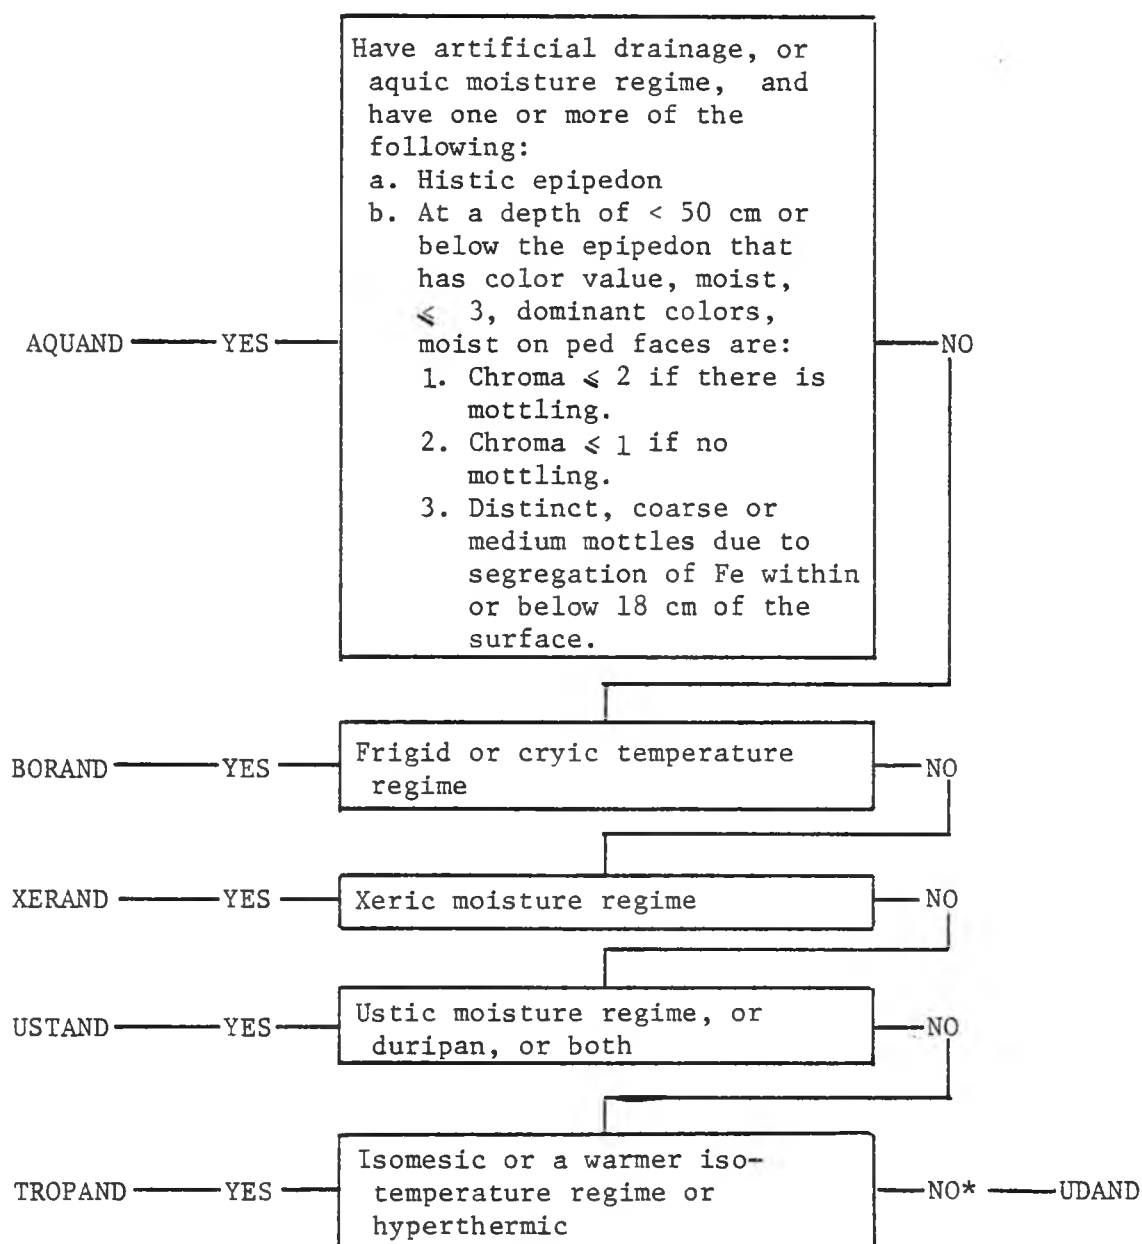 Have artificial drainage, or
aquic moisture regime, and
have one or more of the
following:
a. Histic epipedon
b. At a depth of < 50 cm or
below the epipedon that
has color value, moist,
⩽ 3, dominant colors,
AQUAND YES moist on ped faces are: NO
1. Chroma ⩽ 2 if there is
mottling.
2. Chroma ⩽ 1 if no
mottling.
3. Distinct, coarse or
medium mottles due to
segregation of Fe within
or below 18 cm of the
surface.
BORAND YES Frigid or cryic temperature NO
regime
XERAND YES Xeric moisture regime NO
USTAND YES Ustic moisture regime, or NO
duripan, or both
Isomesic or a warmer iso-
TROPAND YES temperature regime or NO* UDAND
hyperthermic